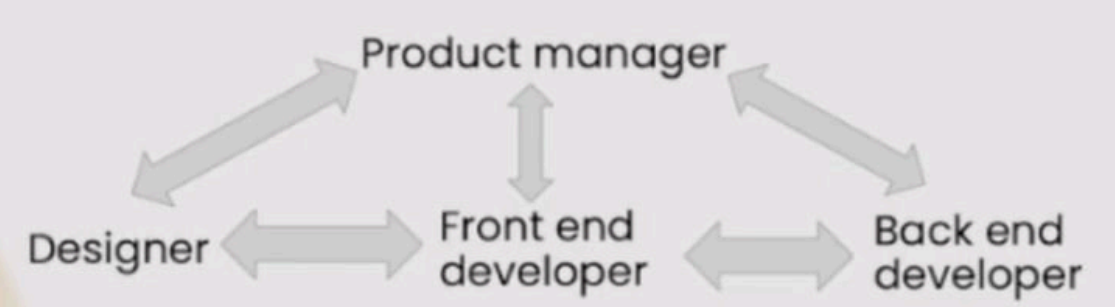 Product manager
Designer
Front end
developer
Back end
developer